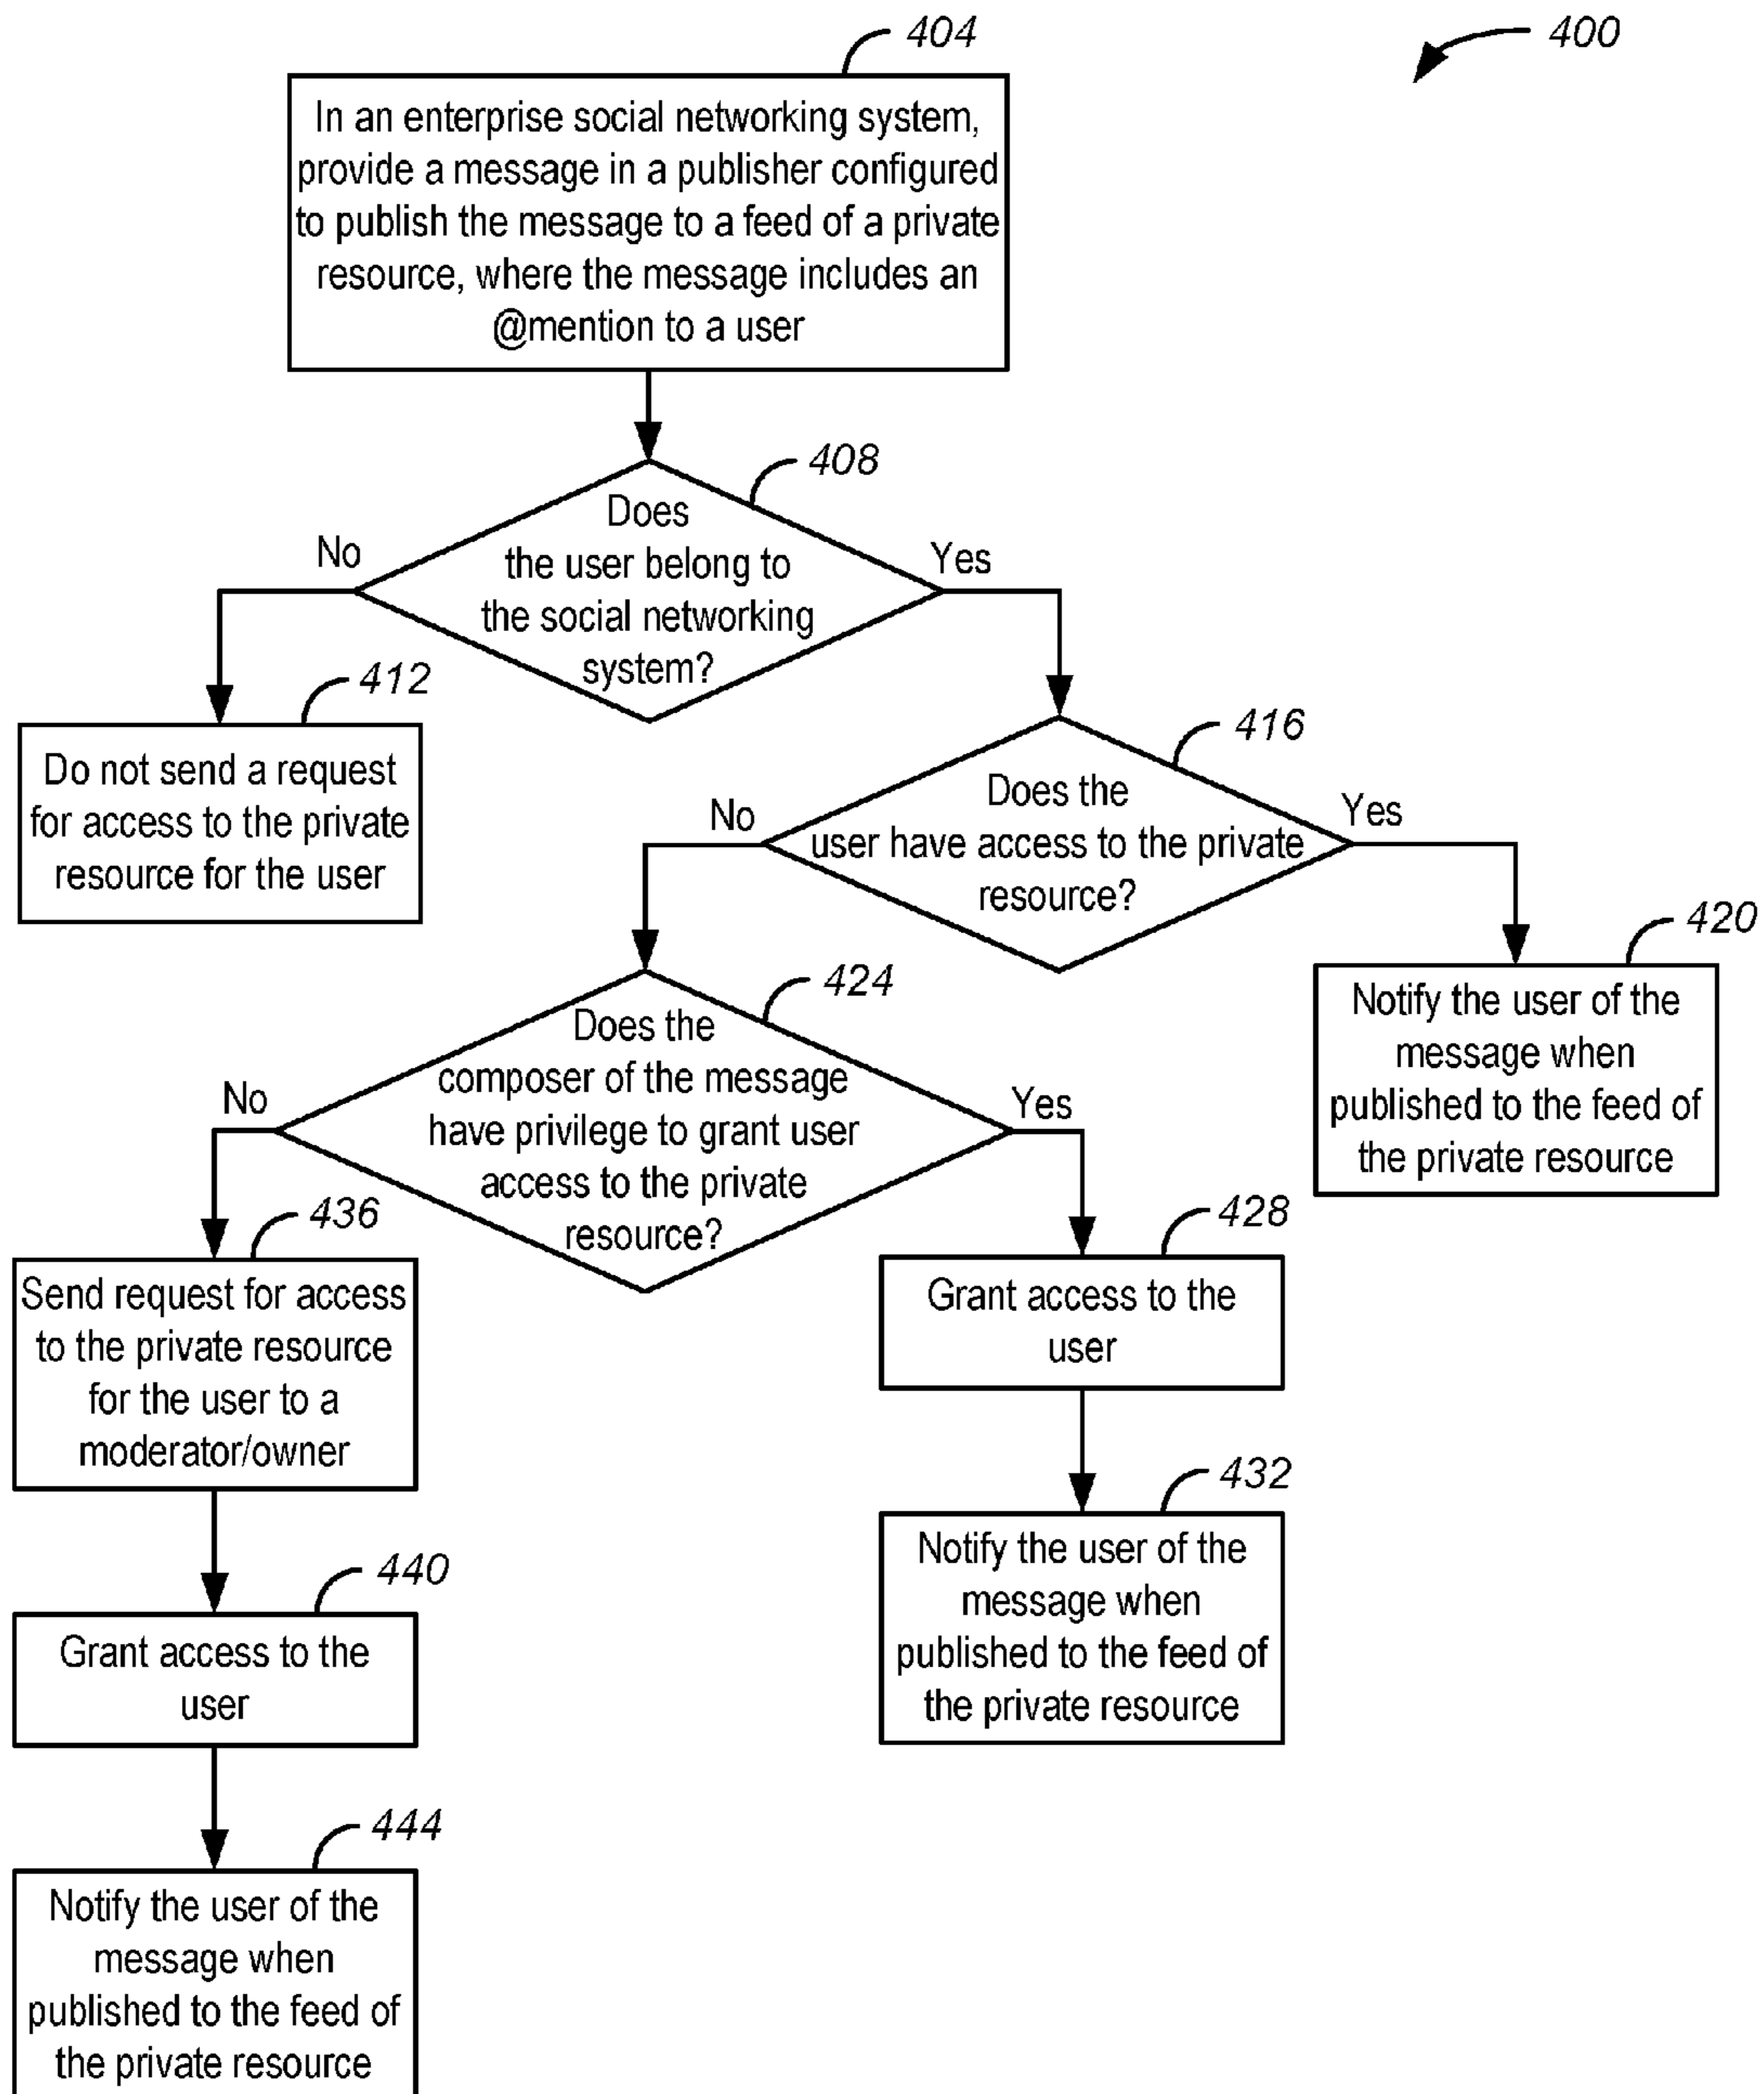 400
404
In an enterprise social networking system,
provide a message in a publisher configured
to publish the message to a feed of a private
resource, where the message includes an
@mention to a user
408
Does
the user belong to
the social networking
system?
No
Yes
412
Do not send a request
for access to the private
resource for the user
416
Does the
user have access to the private
resource?
No
Yes
420
Notify the user of the
message when
published to the feed of
the private resource
424
Does the
composer of the message
have privilege to grant user
access to the private
resource?
No
Yes
428
Grant access to the
user
432
Notify the user of the
message when
published to the feed of
the private resource
436
Send request for access
to the private resource
for the user to a
moderator/owner
440
Grant access to the
user
444
Notify the user of the
message when
published to the feed of
the private resource